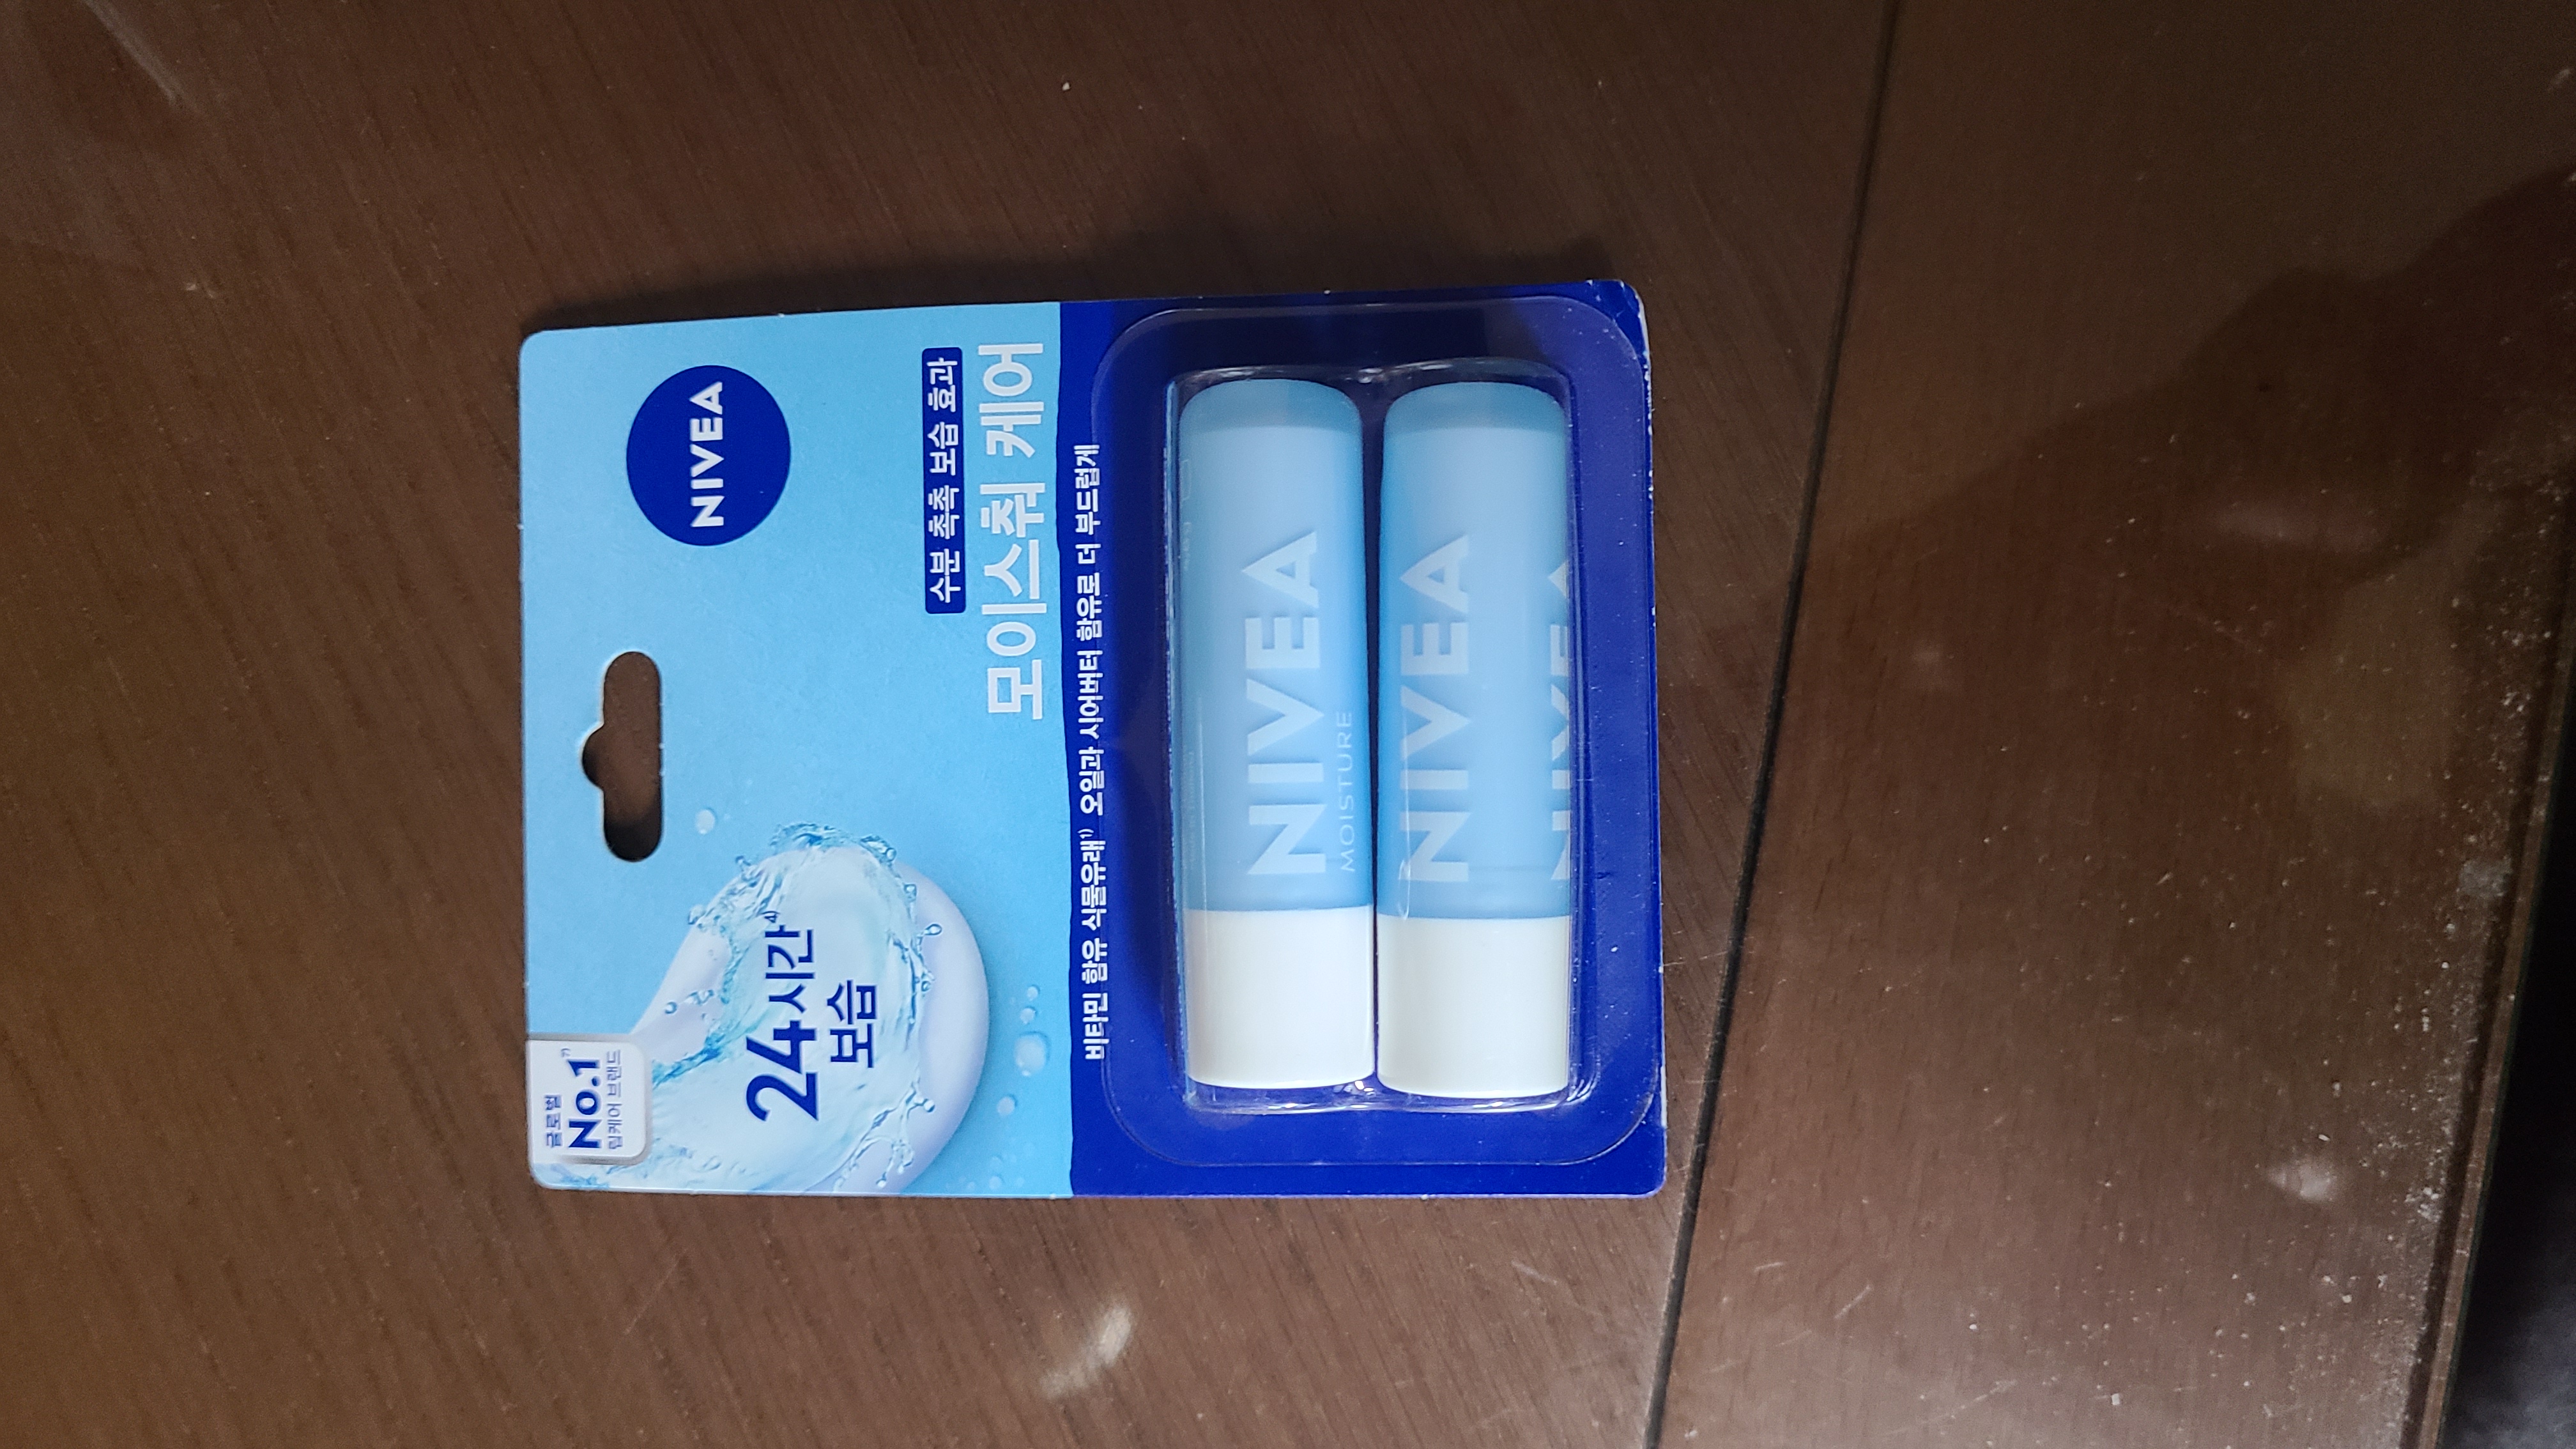 글로벌
No.1⁷⁾
립케어 브랜드
NIVEA
24시간⁴⁾
보습
수분 촉촉 보습 효과
모이스춰 케어
비타민 함유 식물유래¹⁾ 오일과 시어버터 함유로 더 부드럽게
NIVEA
MOISTURE
NIVEA
NIVEA